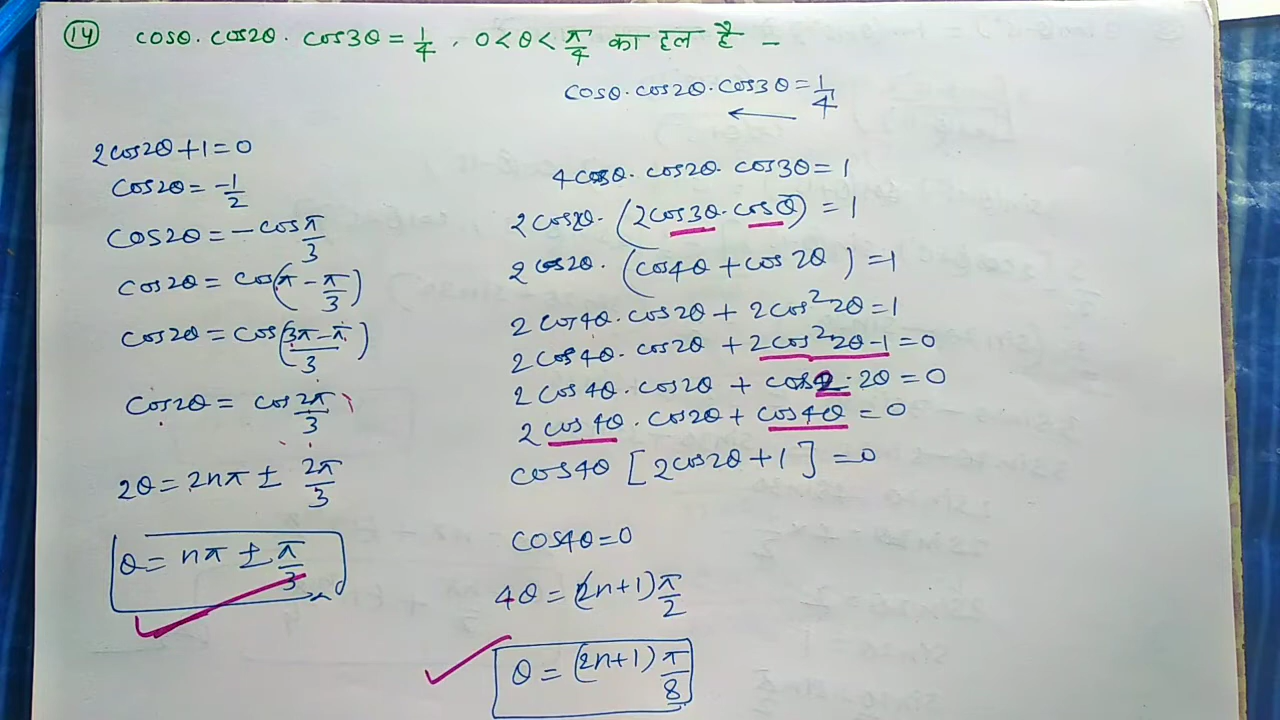 ⑭ cosθ. cos2θ. cos3θ = 1/4 , 0<θ<π/4 का हल है -
cosθ.cos2θ.cos3θ = 1/4
←
2cos2θ+1=0
cos2θ = -1/2
cos2θ = -cos π/3
cos2θ = cos(π - π/3)
cos2θ = cos(3π-π/3)
cos2θ = cos 2π/3
2θ = 2nπ ± 2π/3
θ = nπ ± π/3
4cosθ. cos2θ. cos3θ = 1
2cos2θ. (2cos3θ.cosθ) = 1
2cos2θ. (cos4θ + cos2θ) = 1
2cos4θ. cos2θ + 2cos²2θ = 1
2cos4θ. cos2θ + 2cos²2θ-1 = 0
2cos4θ.cos2θ + cos2.2θ = 0
2cos4θ.cos2θ + cos4θ = 0
cos4θ [2cos2θ+1] = 0
cos4θ = 0
4θ = (2n+1)π/2
θ = (2n+1)π/8